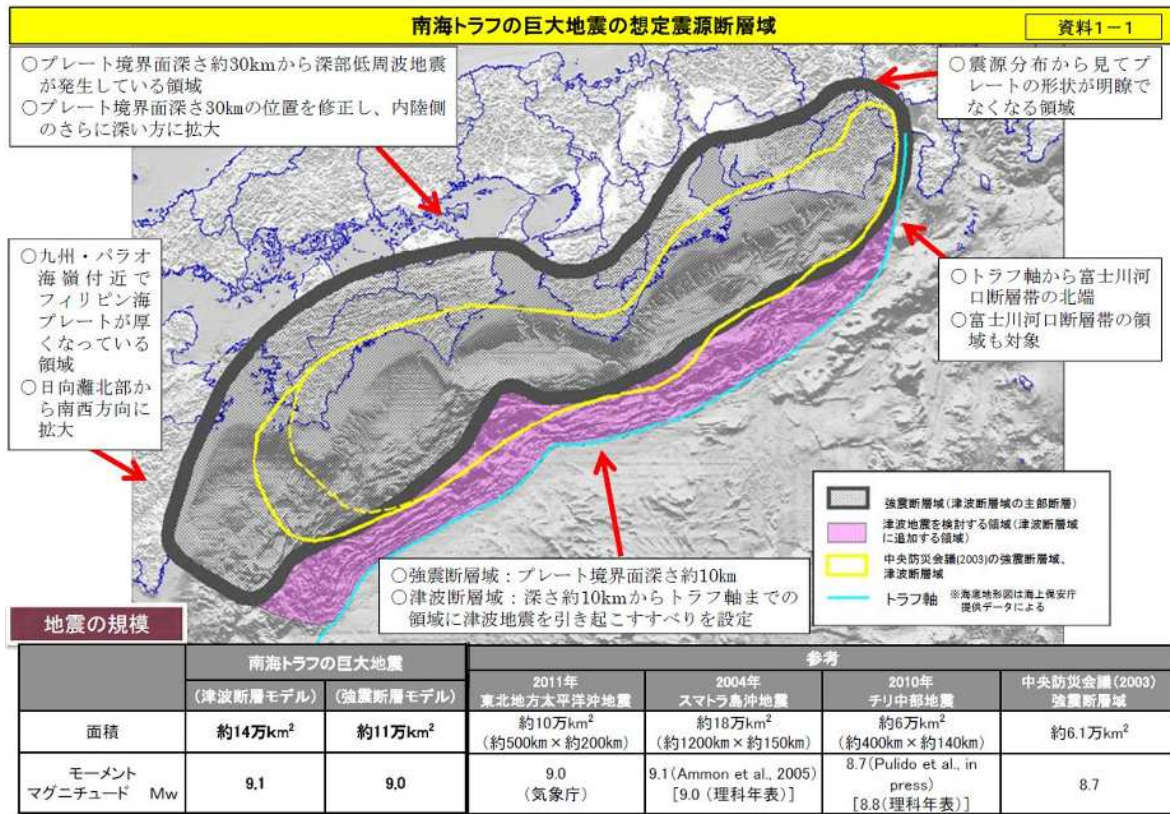 南海トラフの巨大地震の想定震源断層域
資料1－1
○プレート境界面深さ約30kmから深部低周波地震
が発生している領域
○プレート境界面深さ30kmの位置を修正し、内陸側
のさらに深い方に拡大
○震源分布から見てプ
レートの形状が明瞭で
なくなる領域
○九州・パラオ
海嶺付近で
フィリピン海
プレートが厚
くなっている
領域
○日向灘北部か
ら南西方向に
拡大
○トラフ軸から富士川河
口断層帯の北端
○富士川河口断層帯の領
域も対象
○強震断層域：プレート境界面深さ約10km
○津波断層域：深さ約10kmからトラフ軸までの
領域に津波地震を引き起こすすべりを設定
強震断層域(津波断層域の主部断層)
津波地震を検討する領域(津波断層域
に追加する領域)
中央防災会議(2003)の強震断層域、
津波断層域
トラフ軸 ※海底地形図は海上保安庁
提供データによる
地震の規模
南海トラフの巨大地震 参考
(津波断層モデル) (強震断層モデル) 2011年 2004年 2010年 中央防災会議(2003)
東北地方太平洋沖地震 スマトラ島沖地震 チリ中部地震 強震断層域
面積 約14万km² 約11万km² 約10万km² 約18万km² 約6万km² 約6.1万km²
(約500km×約200km) (約1200km×約150km) (約400km×約140km)
モーメント
マグニチュード Mw 9.1 9.0 9.0 9.1(Ammon et al., 2005) 8.7(Pulido et al., in 8.7
(気象庁) [9.0 (理科年表)] press)
[8.8(理科年表)]